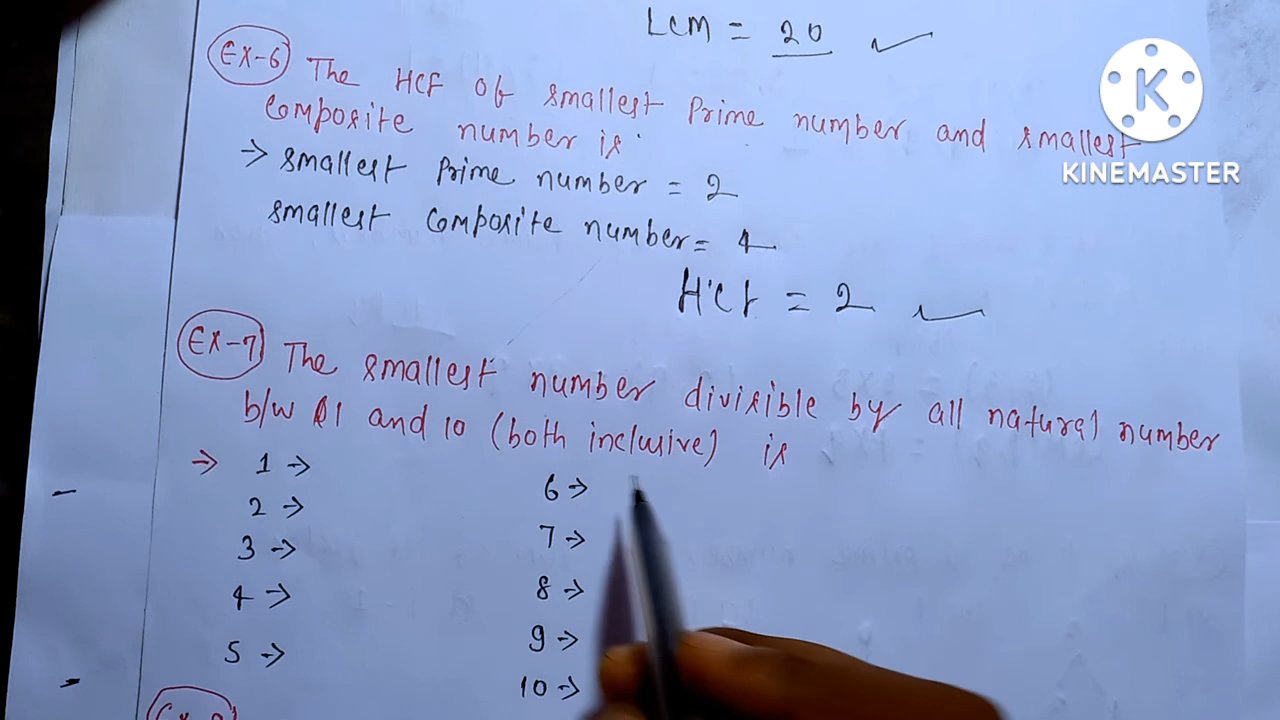 LCM = 20
Ex-6 The HCF of smallest Prime number and smallest
Composite number is
→ smallest Prime number = 2
smallest composite number = 4
HCF = 2
Ex-7 The smallest number divisible by all natural number
b/w 1 and 10 (both inclusive) is
→ 1 →
2 →
3 →
4 →
5 →
6 →
7 →
8 →
9 →
10 →
K
KINEMASTER